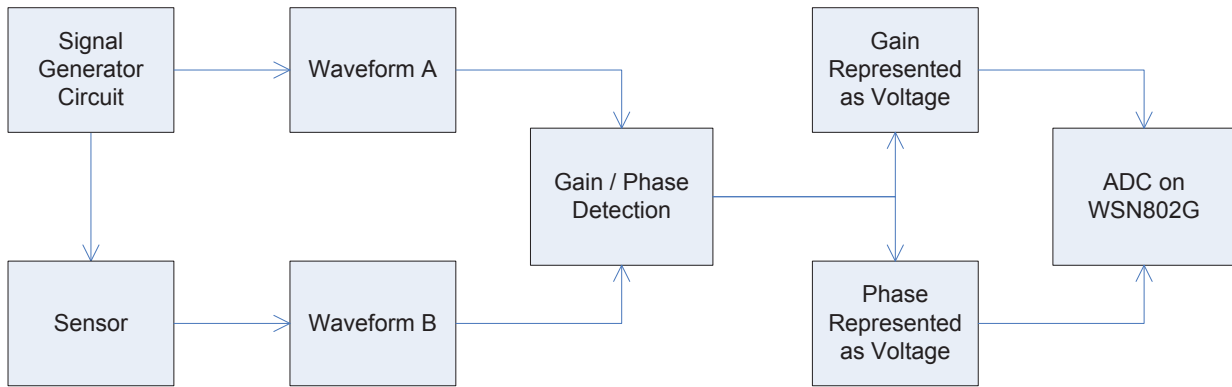 Signal
Generator
Circuit
Waveform A
Gain
Represented
as Voltage
Gain / Phase
Detection
ADC on
WSN802G
Sensor
Waveform B
Phase
Represented
as Voltage